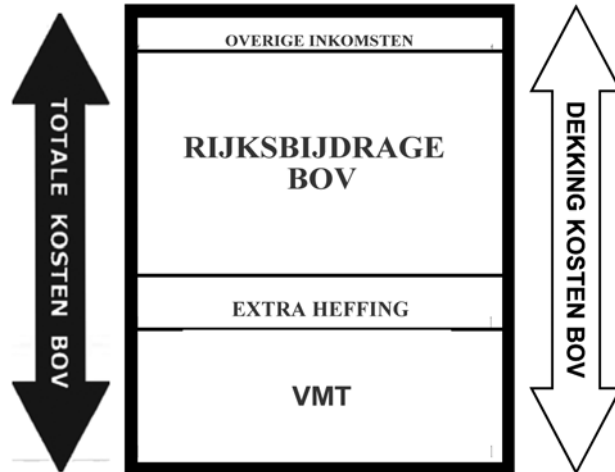 TOTALE KOSTEN BOV
OVERIGE INKOMSTEN
RIJKSBIJDRAGE
BOV
EXTRA HEFFING
VMT
DEKKING KOSTEN BOV